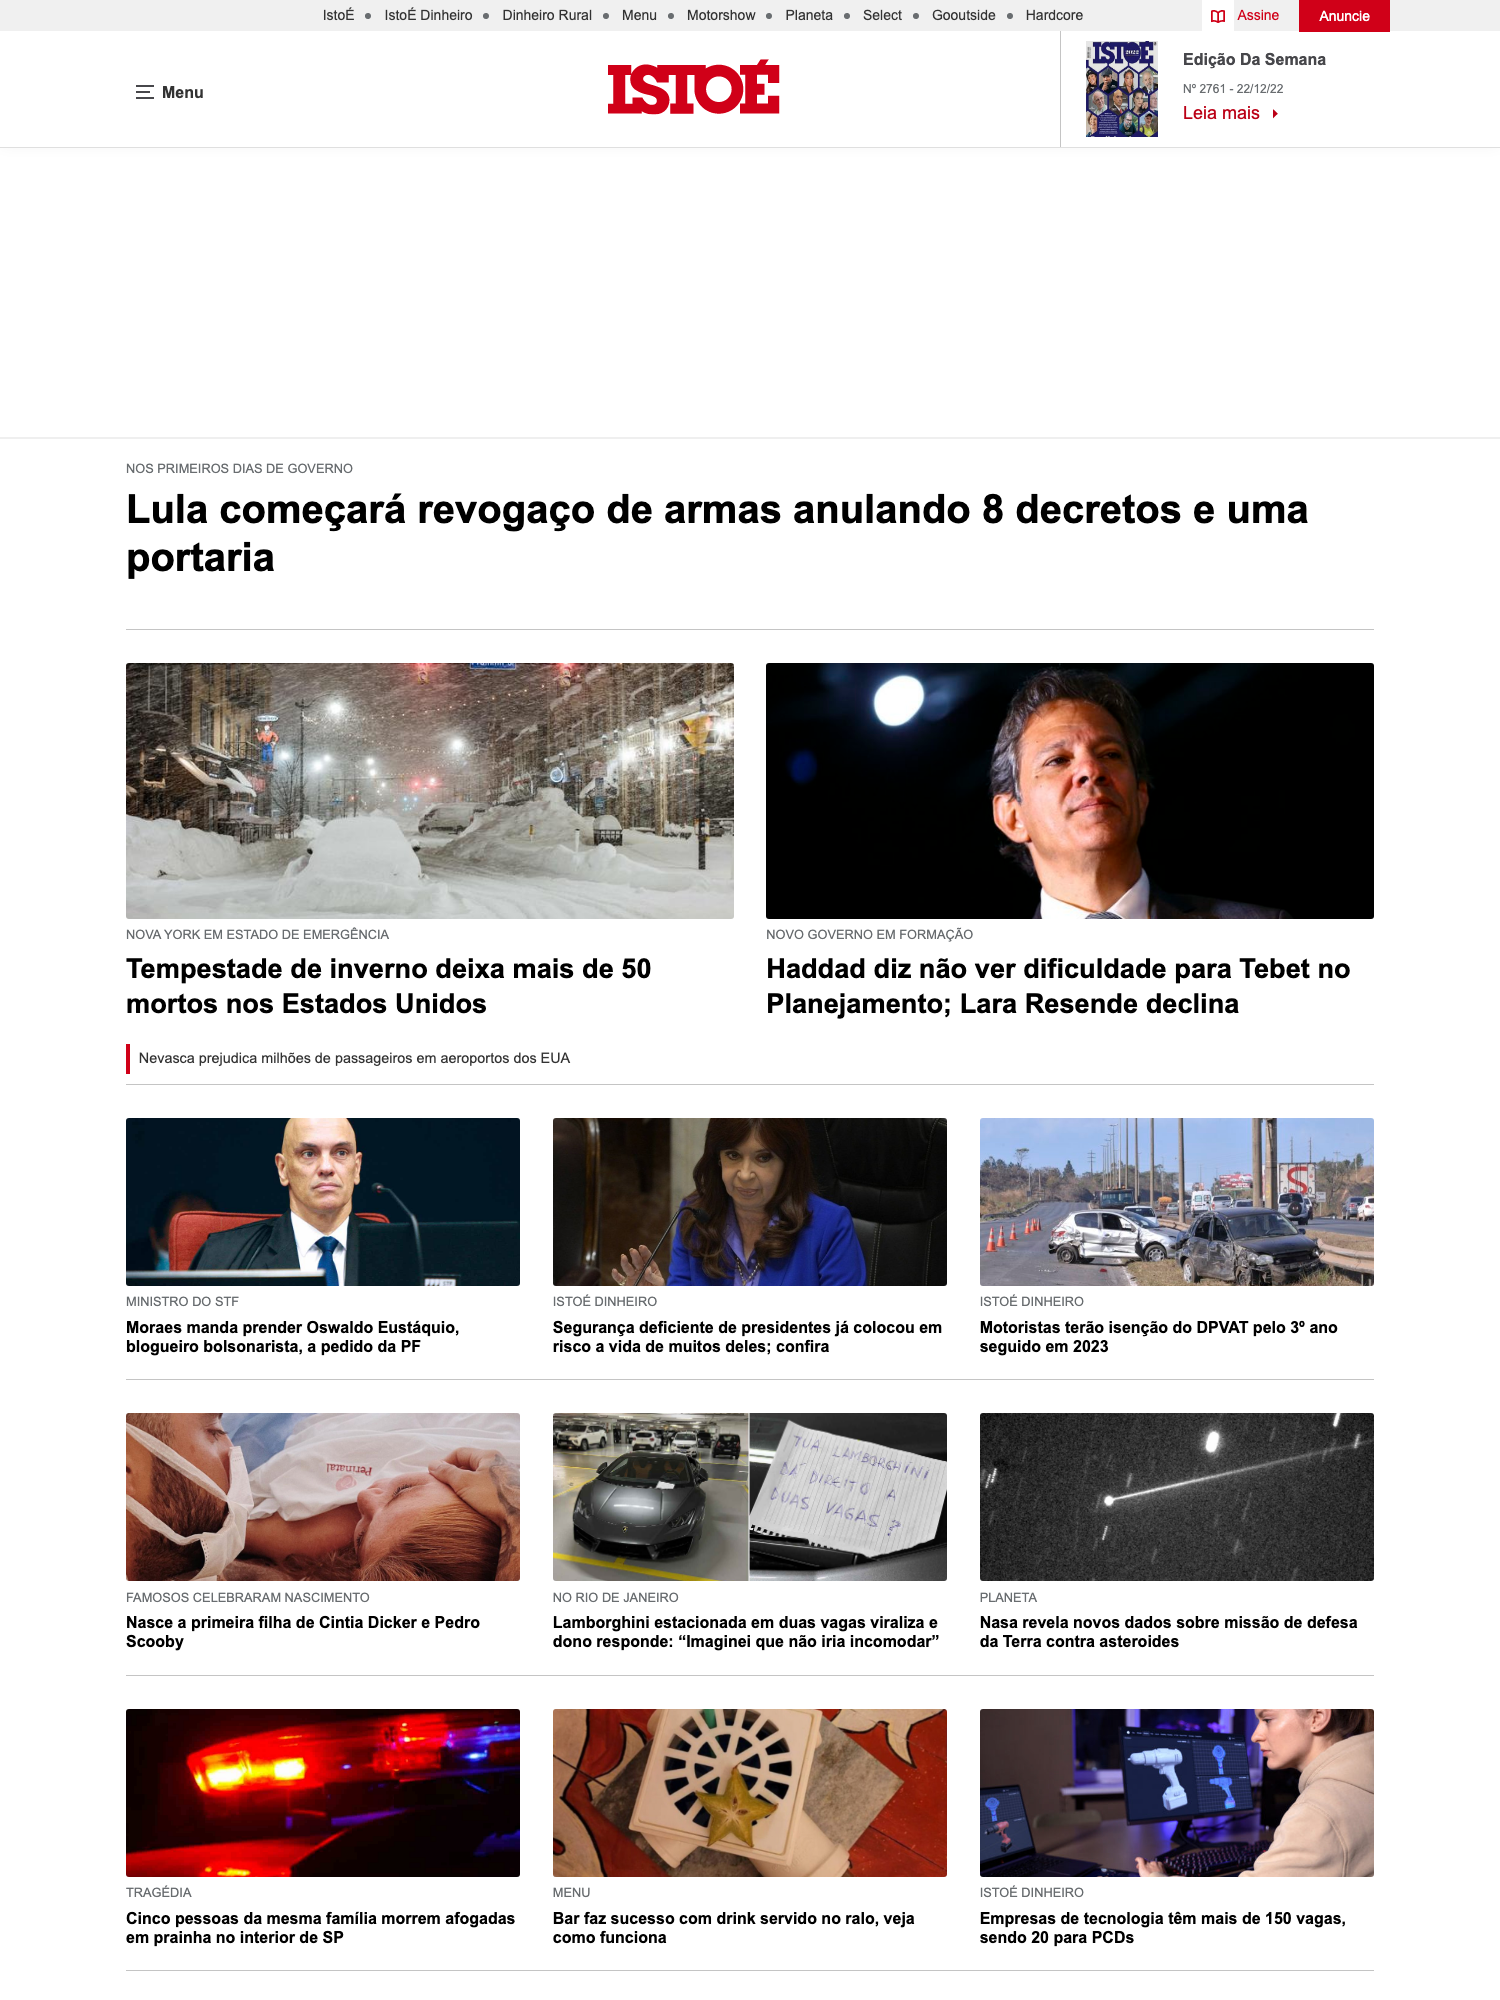 IstoÉ
IstoÉ Dinheiro
Dinheiro Rural
Menu
Motorshow
Planeta
Select
Gooutside
Hardcore
Assine
Anuncie
Menu
ISTOÉ
ISTOÉ
Edição Da Semana
Nº 2761 - 22/12/22
Leia mais
NOS PRIMEIROS DIAS DE GOVERNO
Lula começará revogaço de armas anulando 8 decretos e uma
portaria
NOVA YORK EM ESTADO DE EMERGÊNCIA
Tempestade de inverno deixa mais de 50
mortos nos Estados Unidos
Nevasca prejudica milhões de passageiros em aeroportos dos EUA
NOVO GOVERNO EM FORMAÇÃO
Haddad diz não ver dificuldade para Tebet no
Planejamento; Lara Resende declina
MINISTRO DO STF
Moraes manda prender Oswaldo Eustáquio,
blogueiro bolsonarista, a pedido da PF
ISTOÉ DINHEIRO
Segurança deficiente de presidentes já colocou em
risco a vida de muitos deles; confira
ISTOÉ DINHEIRO
Motoristas terão isenção do DPVAT pelo 3º ano
seguido em 2023
Perinatal
FAMOSOS CELEBRARAM NASCIMENTO
Nasce a primeira filha de Cintia Dicker e Pedro
Scooby
TUA LAMBORGHINI
DÁ DIREITO A
DUAS VAGAS?
NO RIO DE JANEIRO
Lamborghini estacionada em duas vagas viraliza e
dono responde: “Imaginei que não iria incomodar”
PLANETA
Nasa revela novos dados sobre missão de defesa
da Terra contra asteroides
TRAGÉDIA
Cinco pessoas da mesma família morrem afogadas
em prainha no interior de SP
MENU
Bar faz sucesso com drink servido no ralo, veja
como funciona
ISTOÉ DINHEIRO
Empresas de tecnologia têm mais de 150 vagas,
sendo 20 para PCDs